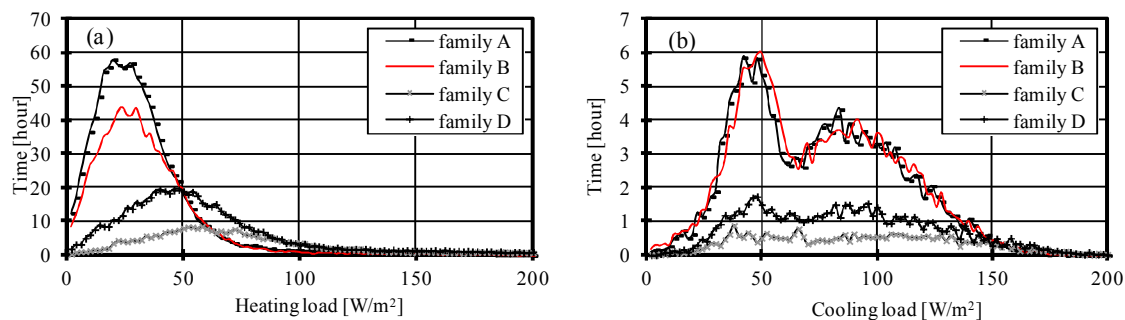 (a)
70
60
50
40
30
20
10
0
Time [hour]
0 50 100 150 200
Heating load [W/m²]
family A
family B
family C
family D
(b)
7
6
5
4
3
2
1
0
Time [hour]
0 50 100 150 200
Cooling load [W/m²]
family A
family B
family C
family D